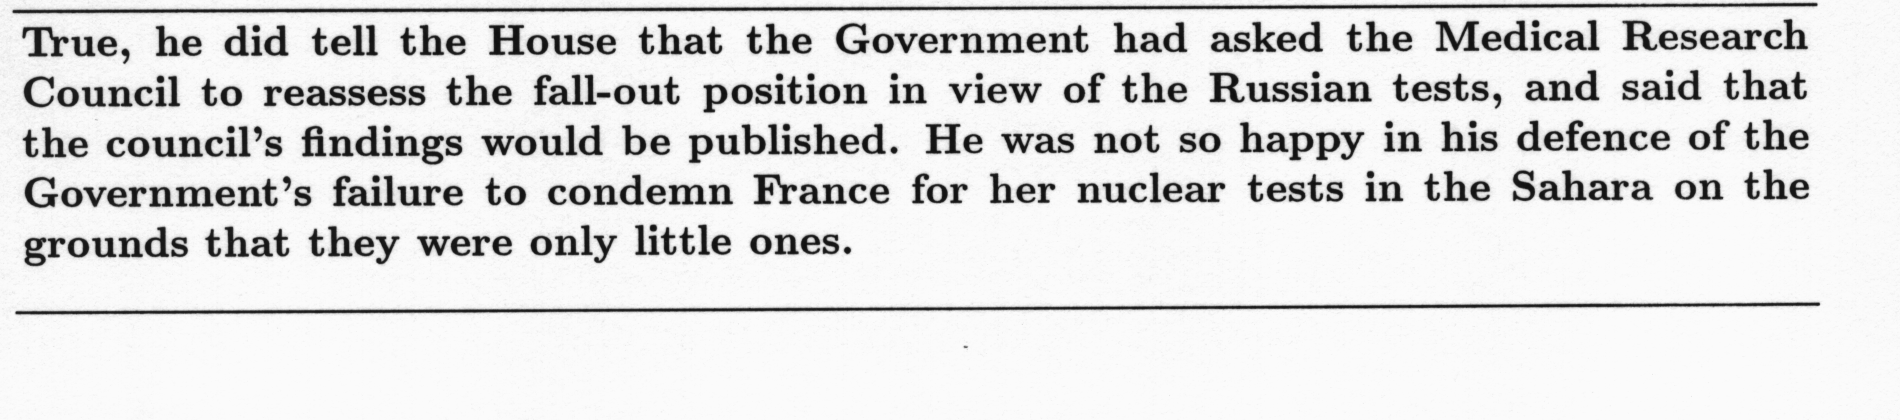 True, he did tell the House that the Government had asked the Medical Research
Council to reassess the fall-out position in view of the Russian tests, and said that
the council's findings would be published. He was not so happy in his defence of the
Government's failure to condemn France for her nuclear tests in the Sahara on the
grounds that they were only little ones.